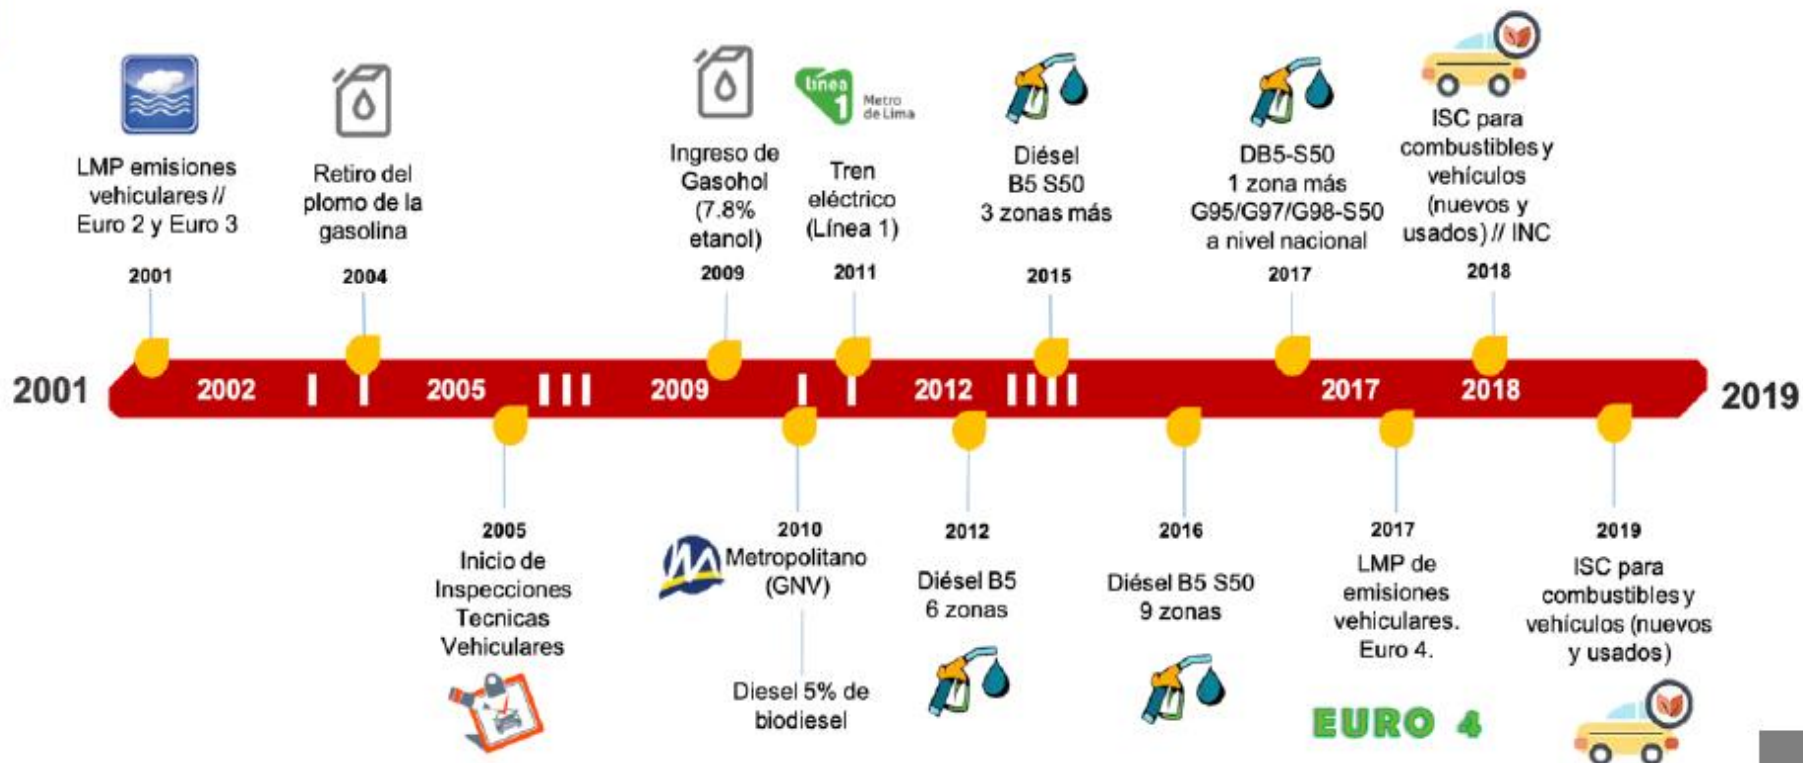 LMP emisiones
vehiculares //
Euro 2 y Euro 3
2001
Retiro del
plomo de la
gasolina
2004
Ingreso de
Gasohol
(7.8%
etanol)
2009
línea
1
Metro
de Lima
Tren
eléctrico
(Línea 1)
2011
Diésel
B5 S50
3 zonas más
2015
DB5-S50
1 zona más
G95/G97/G98-S50
a nivel nacional
2017
ISC para
combustibles y
vehículos
(nuevos y
usados) // INC
2018
2001
2002
2005
2009
2012
2017
2018
2019
2005
Inicio de
Inspecciones
Tecnicas
Vehiculares
2010
Metropolitano
(GNV)
Diesel 5% de
biodiesel
2012
Diésel B5
6 zonas
2016
Diésel B5 S50
9 zonas
2017
LMP de
emisiones
vehiculares.
Euro 4.
EURO 4
2019
ISC para
combustibles y
vehículos (nuevos
y usados)